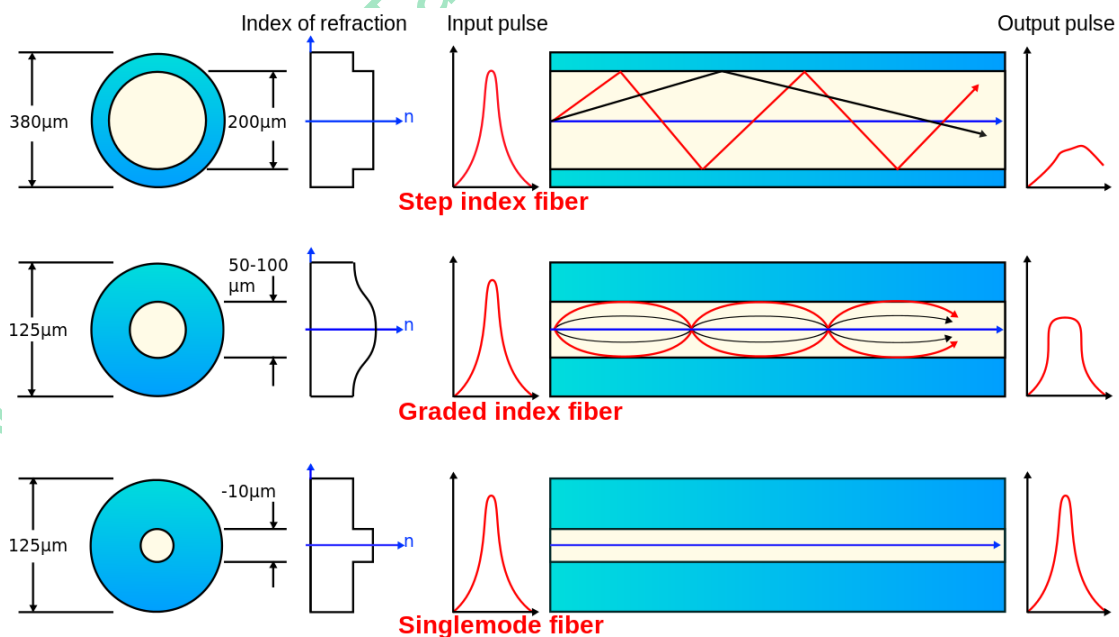 Index of refraction
Input pulse
Output pulse
380μm
200μm
n
Step index fiber
50-100
μm
125μm
n
Graded index fiber
-10μm
125μm
n
Singlemode fiber